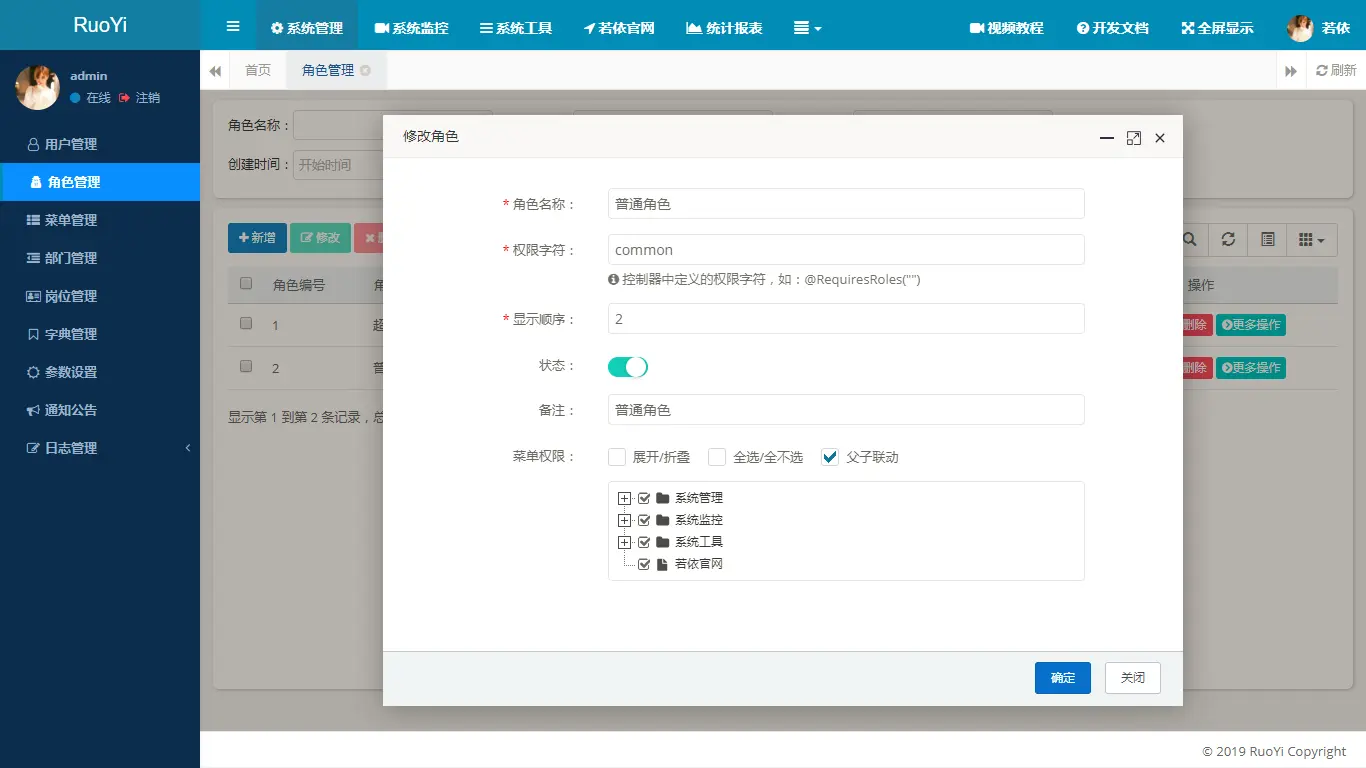 RuoYi
系统管理
系统监控
系统工具
若依官网
统计报表
视频教程
开发文档
全屏显示
若依
admin
在线
注销
首页
角色管理
刷新
用户管理
角色管理
菜单管理
部门管理
岗位管理
字典管理
参数设置
通知公告
日志管理
角色名称：
创建时间：
开始时间
新增
修改
角色编号
操作
1
删除
更多操作
2
删除
更多操作
显示第 1 到第 2 条记录，总
修改角色
* 角色名称：
普通角色
* 权限字符：
common
控制器中定义的权限字符，如：@RequiresRoles("")
* 显示顺序：
2
状态：
备注：
普通角色
菜单权限：
展开/折叠
全选/全不选
父子联动
系统管理
系统监控
系统工具
若依官网
确定
关闭
© 2019 RuoYi Copyright